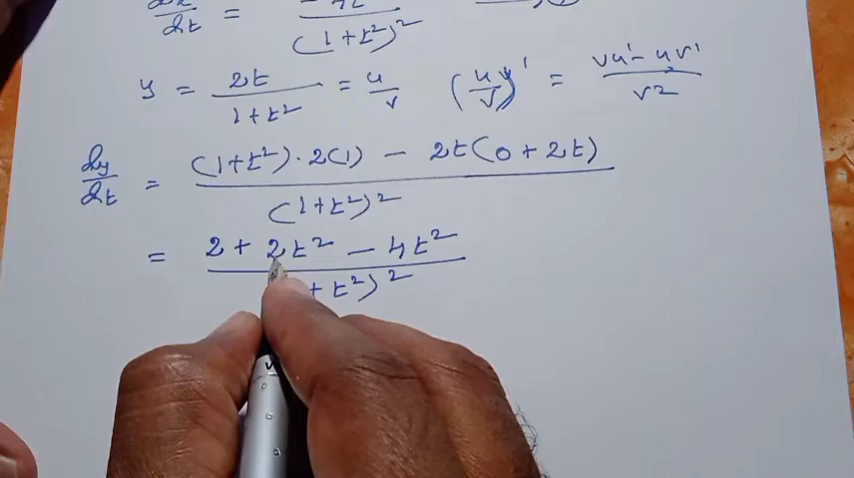 dx/dt = -4t/(1+t²)²
y = 2t/1+t² = u/v (u/v)' = vu'-uv'/v²
dy/dt = (1+t²)·2(1) - 2t(0+2t)/(1+t²)²
= 2+2t²-4t²/+t²)²